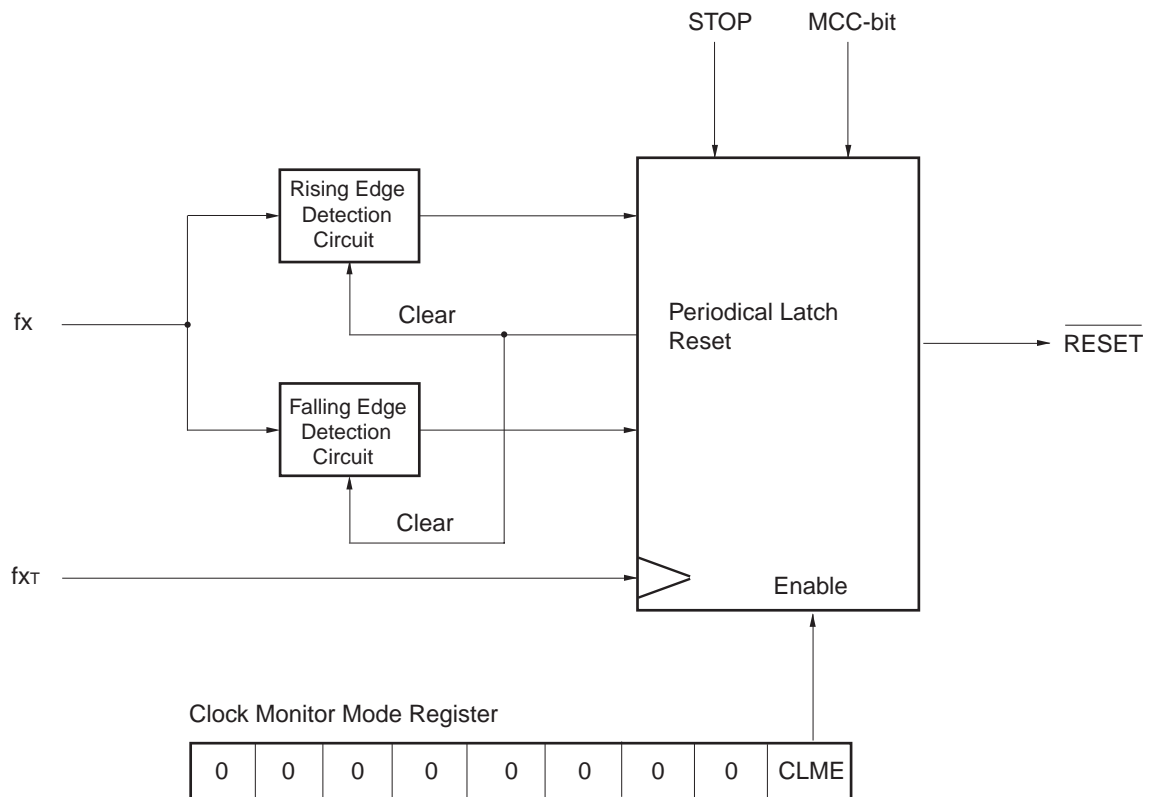 STOP MCC-bit
Rising Edge
Detection
Circuit
Clear
fx
Periodical Latch
Reset
RESET
Falling Edge
Detection
Circuit
Clear
fxT
Enable
Clock Monitor Mode Register
0 0 0 0 0 0 0 0 CLME